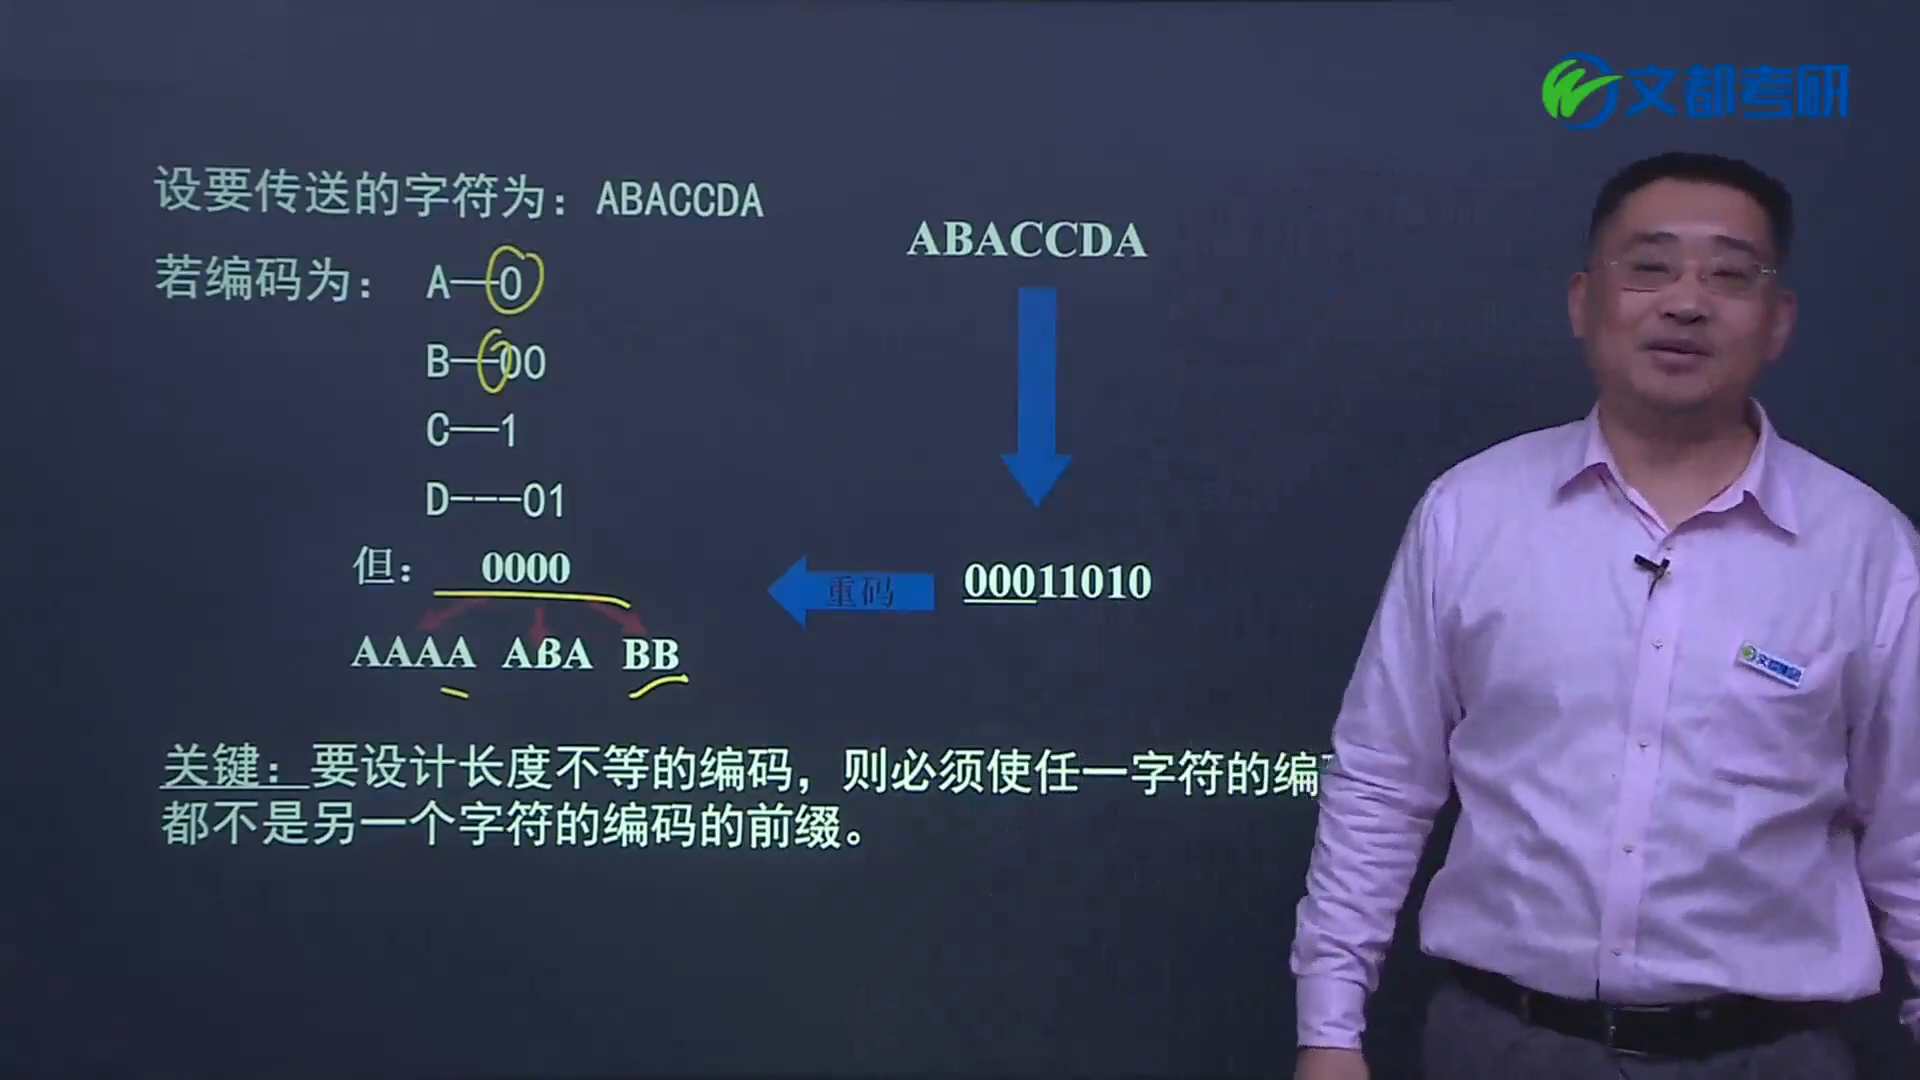 文都考研
设要传送的字符为：ABACCDA
若编码为： A—0
B—00
C—1
D---01
但： 0000
AAAA ABA BB
ABACCDA
重码
00011010
关键：要设计长度不等的编码，则必须使任一字符的编
都不是另一个字符的编码的前缀。